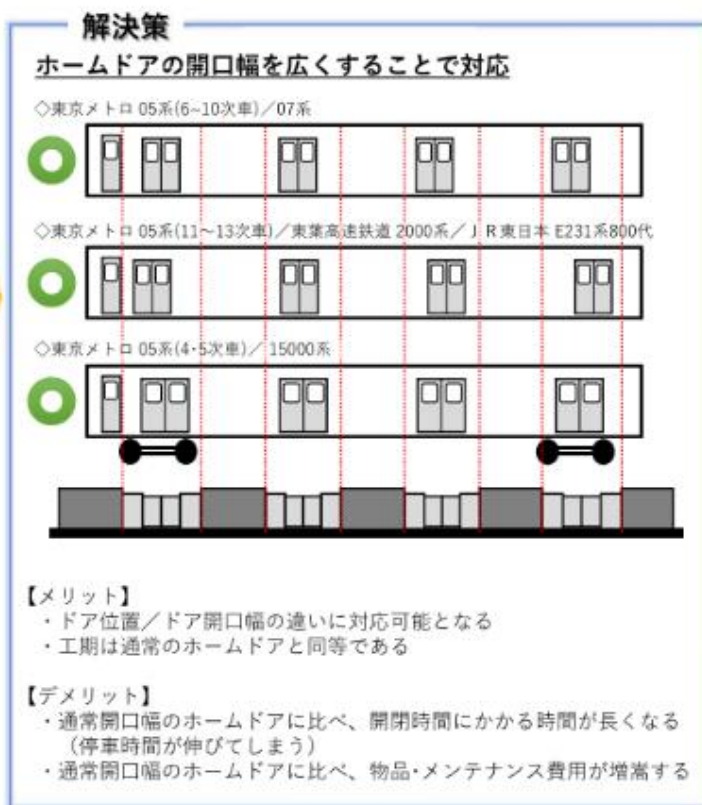 解決策
ホームドアの開口幅を広くすることで対応
◇東京メトロ 05系(6~10次車)／07系
◇東京メトロ 05系(11～13次車)／東葉高速鉄道 2000系／ＪＲ東日本 E231系800代
◇東京メトロ 05系(4・5次車)／ 15000系
【メリット】
・ドア位置／ドア開口幅の違いに対応可能となる
・工期は通常のホームドアと同等である
【デメリット】
・通常開口幅のホームドアに比べ、開閉時間にかかる時間が長くなる
（停車時間が伸びてしまう）
・通常開口幅のホームドアに比べ、物品・メンテナンス費用が増嵩する